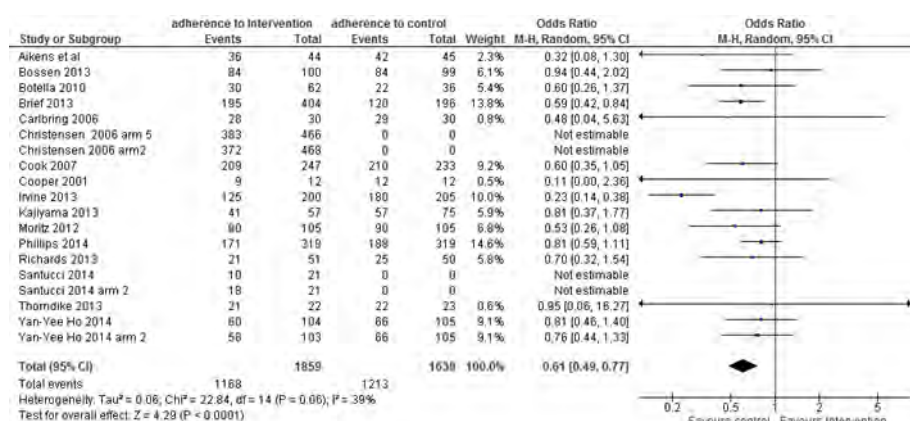 adherence to Intervention adherence to control Odds Ratio Odds Ratio
Study or Subgroup Events Total Events Total Weight M-H, Random, 95% CI M-H, Random, 95% CI
Aikens et al 36 44 42 45 2.3% 0.32 [0.08, 1.30]
Bossen 2013 84 100 84 99 6.1% 0.94 [0.44, 2.02]
Botella 2010 30 62 22 36 5.4% 0.60 [0.26, 1.37]
Brief 2013 195 404 120 196 13.8% 0.59 [0.42, 0.84]
Carlbring 2006 28 30 29 30 0.8% 0.48 [0.04, 5.63]
Christensen 2006 arm 5 383 466 0 0 Not estimable
Christensen 2006 arm2 372 468 0 0 Not estimable
Cook 2007 209 247 210 233 9.2% 0.60 [0.35, 1.05]
Cooper 2001 9 12 12 12 0.5% 0.11 [0.00, 2.36]
Irvine 2013 125 200 180 205 10.0% 0.23 [0.14, 0.38]
Kajiyama 2013 41 57 57 75 5.9% 0.81 [0.37, 1.77]
Moritz 2012 80 105 90 105 6.5% 0.53 [0.26, 1.08]
Phillips 2014 171 319 188 319 14.6% 0.81 [0.59, 1.11]
Richards 2013 21 51 25 50 5.8% 0.70 [0.32, 1.54]
Santucci 2014 10 21 0 0 Not estimable
Santucci 2014 arm 2 18 21 0 0 Not estimable
Thorndike 2013 21 22 22 23 0.6% 0.95 [0.06, 16.27]
Yan-Yee Ho 2014 60 104 66 105 9.1% 0.81 [0.46, 1.40]
Yan-Yee Ho 2014 arm 2 58 103 66 105 9.1% 0.76 [0.44, 1.33]
Total (95% CI) 1859 1638 100.0% 0.61 [0.49, 0.77]
Total events 1168 1213
Heterogeneity: Tau² = 0.06; Chi² = 22.84, df = 14 (P = 0.06); I² = 39%
Test for overall effect: Z = 4.29 (P < 0.0001)
0.2 0.5 1 2 5
Favours control Favours intervention